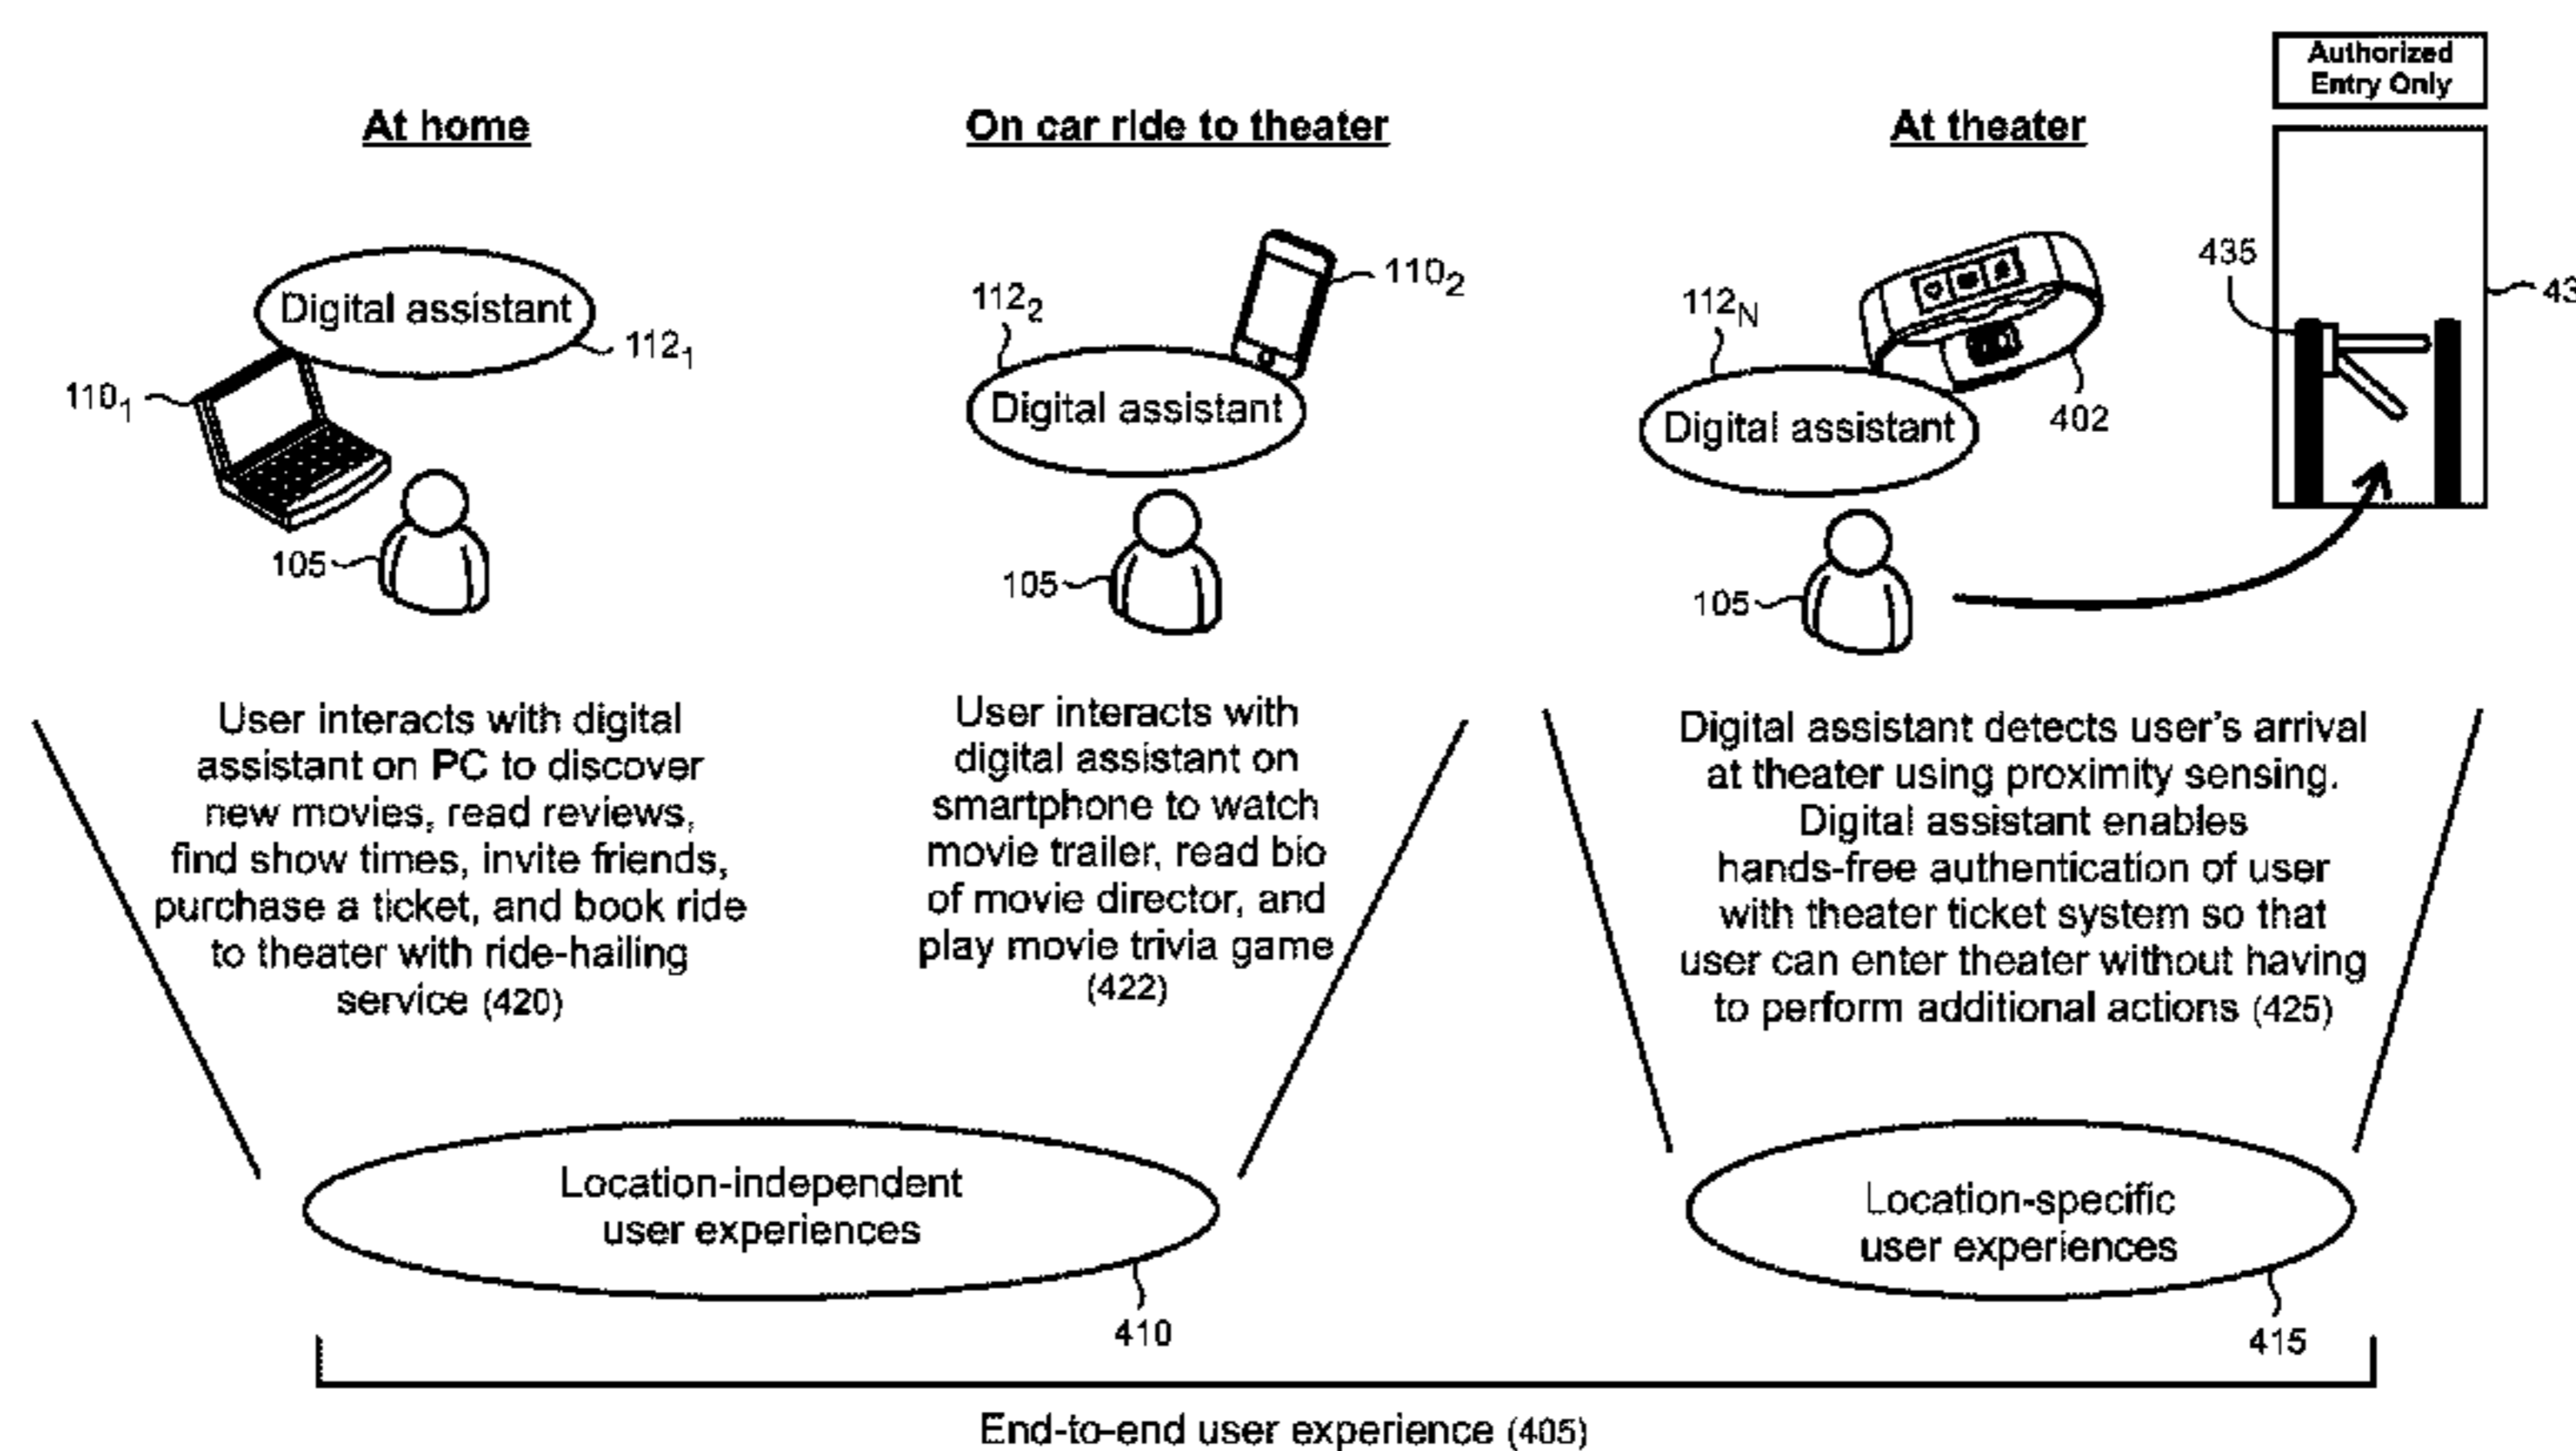 Authorized
Entry Only
At home
On car ride to theater
At theater
Digital assistant
112₁
110₁
105
112₂
110₂
Digital assistant
105
112N
Digital assistant
402
435
105
User interacts with digital
assistant on PC to discover
new movies, read reviews,
find show times, invite friends,
purchase a ticket, and book ride
to theater with ride-hailing
service (420)
User interacts with
digital assistant on
smartphone to watch
movie trailer, read bio
of movie director, and
play movie trivia game
(422)
Digital assistant detects user's arrival
at theater using proximity sensing.
Digital assistant enables
hands-free authentication of user
with theater ticket system so that
user can enter theater without having
to perform additional actions (425)
Location-independent
user experiences
410
Location-specific
user experiences
415
End-to-end user experience (405)